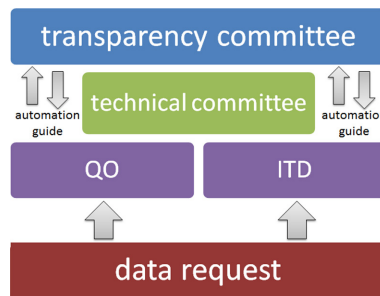 transparency committee
technical committee
automation
guide
automation
guide
QO
ITD
data request